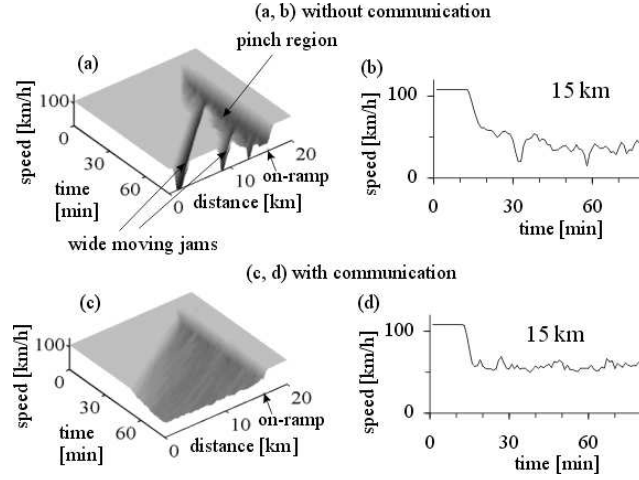 (a, b) without communication
pinch region
(a)
speed [km/h]
100
0
30
60
time
[min]
0
10
20
distance [km]
on-ramp
wide moving jams
(b)
15 km
speed [km/h]
100
0
0
30
60
time [min]
(c, d) with communication
(c)
speed [km/h]
100
0
30
60
time
[min]
0
10
20
distance [km]
on-ramp
(d)
15 km
speed [km/h]
100
0
0
30
60
time [min]